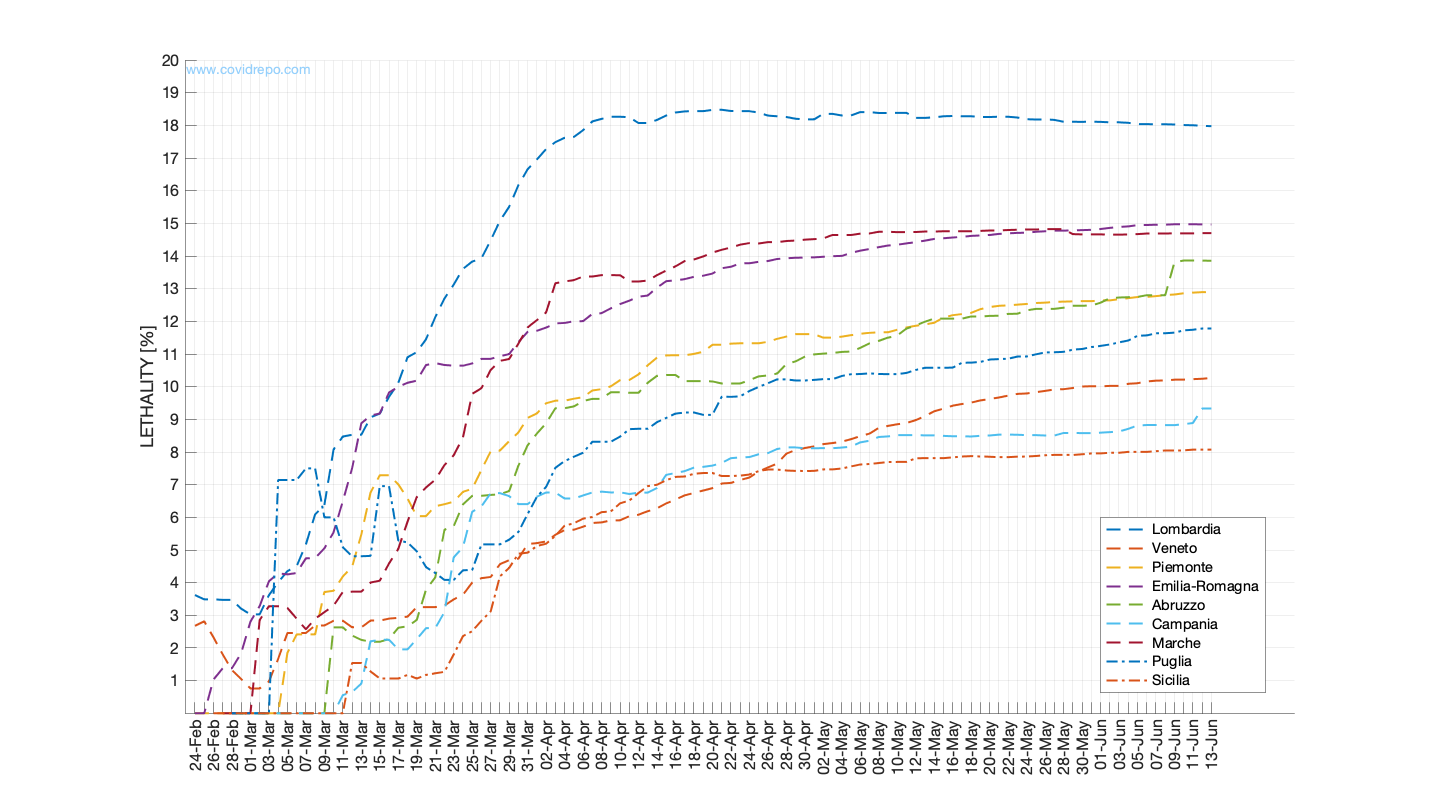 www.covidrepo.com
LETHALITY [%]
20
19
18
17
16
15
14
13
12
11
10
9
8
7
6
5
4
3
2
1
24-Feb
26-Feb
28-Feb
01-Mar
03-Mar
05-Mar
07-Mar
09-Mar
11-Mar
13-Mar
15-Mar
17-Mar
19-Mar
21-Mar
23-Mar
25-Mar
27-Mar
29-Mar
31-Mar
02-Apr
04-Apr
06-Apr
08-Apr
10-Apr
12-Apr
14-Apr
16-Apr
18-Apr
20-Apr
22-Apr
24-Apr
26-Apr
28-Apr
30-Apr
02-May
04-May
06-May
08-May
10-May
12-May
14-May
16-May
18-May
20-May
22-May
24-May
26-May
28-May
30-May
01-Jun
03-Jun
05-Jun
07-Jun
09-Jun
11-Jun
13-Jun
Lombardia
Veneto
Piemonte
Emilia-Romagna
Abruzzo
Campania
Marche
Puglia
Sicilia